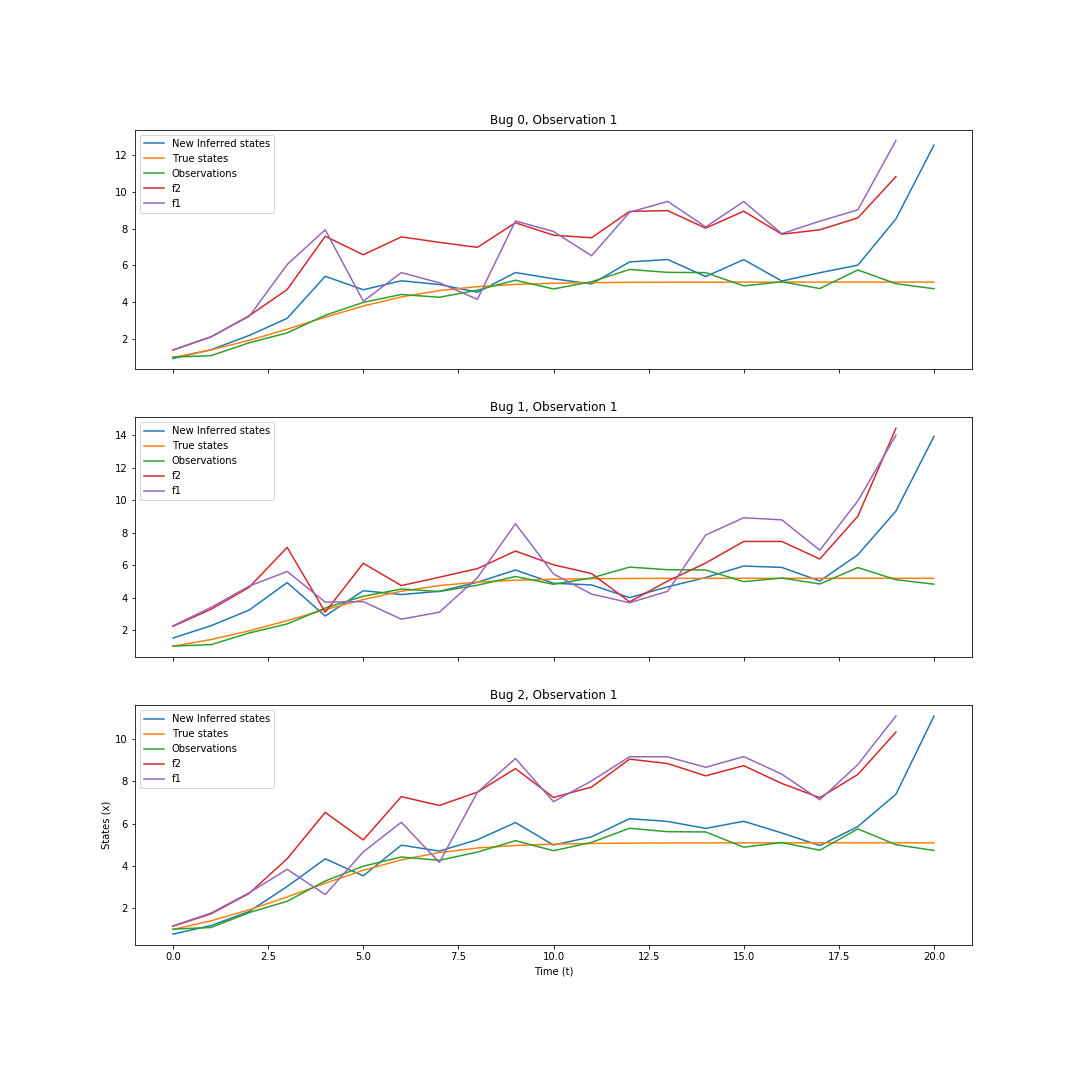 Bug 0, Observation 1
New Inferred states
True states
Observations
f2
f1
12
10
8
6
4
2
Bug 1, Observation 1
New Inferred states
True states
Observations
f2
f1
14
12
10
8
6
4
2
Bug 2, Observation 1
New Inferred states
True states
Observations
f2
f1
10
8
6
4
2
States (x)
0.0 2.5 5.0 7.5 10.0 12.5 15.0 17.5 20.0
Time (t)